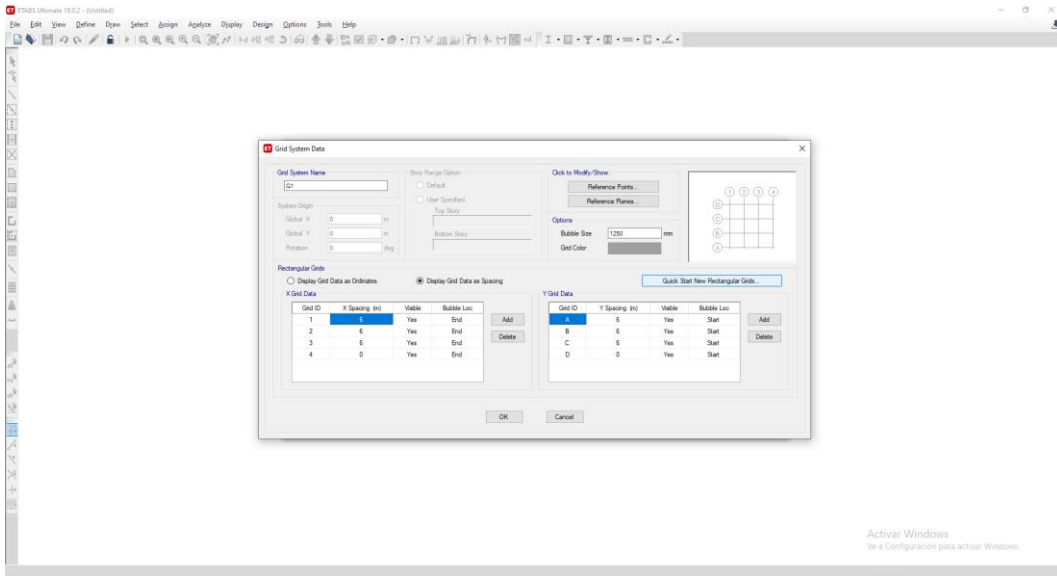 ETABS Ultimate 18.0.2 - (Untitled)
File Edit View Define Draw Select Assign Analyze Display Design Options Tools Help
Grid System Data
Grid System Name
G1
System Origin
Global X 0 m
Global Y 0 m
Rotation 0 deg
Story Range Option
Default
User Specified
Top Story
Bottom Story
Click to Modify/Show:
Reference Points...
Reference Planes...
Options
Bubble Size 1250 mm
Grid Color
1 2 3 4
D
C
B
A
Rectangular Grids
Display Grid Data as Ordinates Display Grid Data as Spacing Quick Start New Rectangular Grids...
X Grid Data
Grid ID X Spacing (m) Visible Bubble Loc
1 6 Yes End
2 6 Yes End
3 6 Yes End
4 0 Yes End
Add
Delete
Y Grid Data
Grid ID Y Spacing (m) Visible Bubble Loc
A 6 Yes Start
B 6 Yes Start
C 6 Yes Start
D 0 Yes Start
Add
Delete
OK Cancel
Activar Windows
Ve a Configuración para activar Windows.